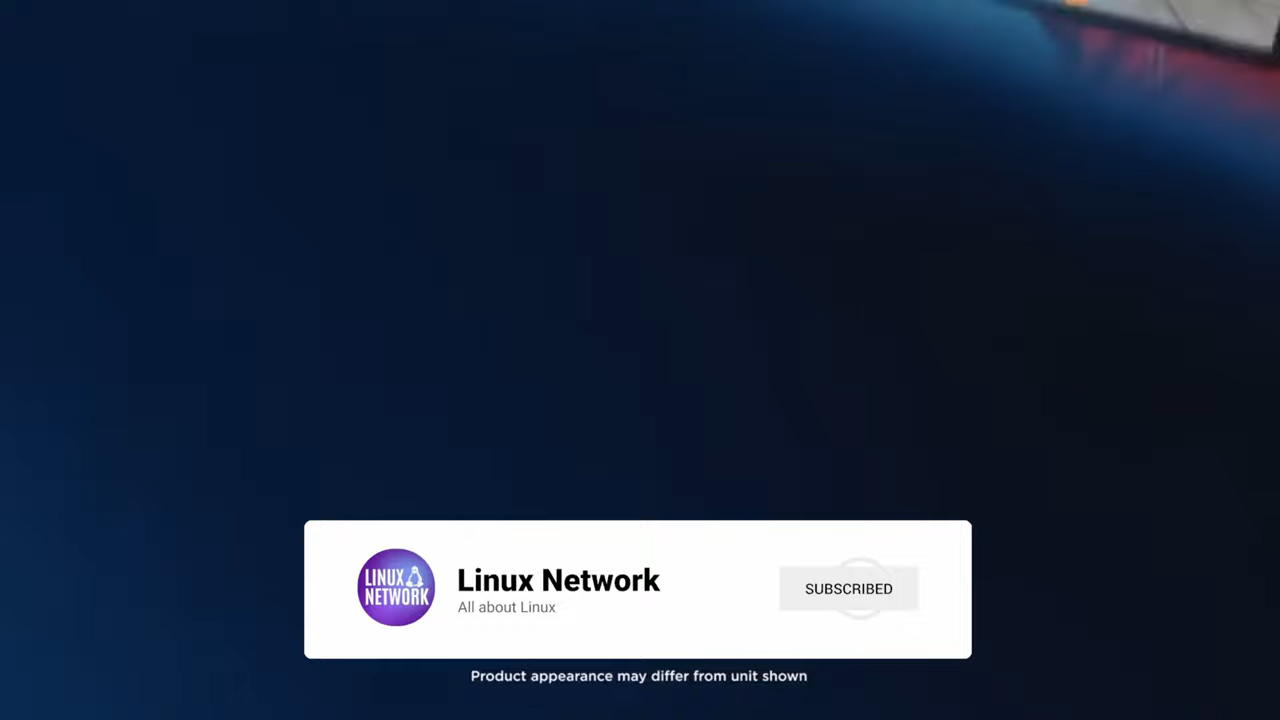 LINUX
NETWORK
Linux Network
All about Linux
SUBSCRIBED
Product appearance may differ from unit shown